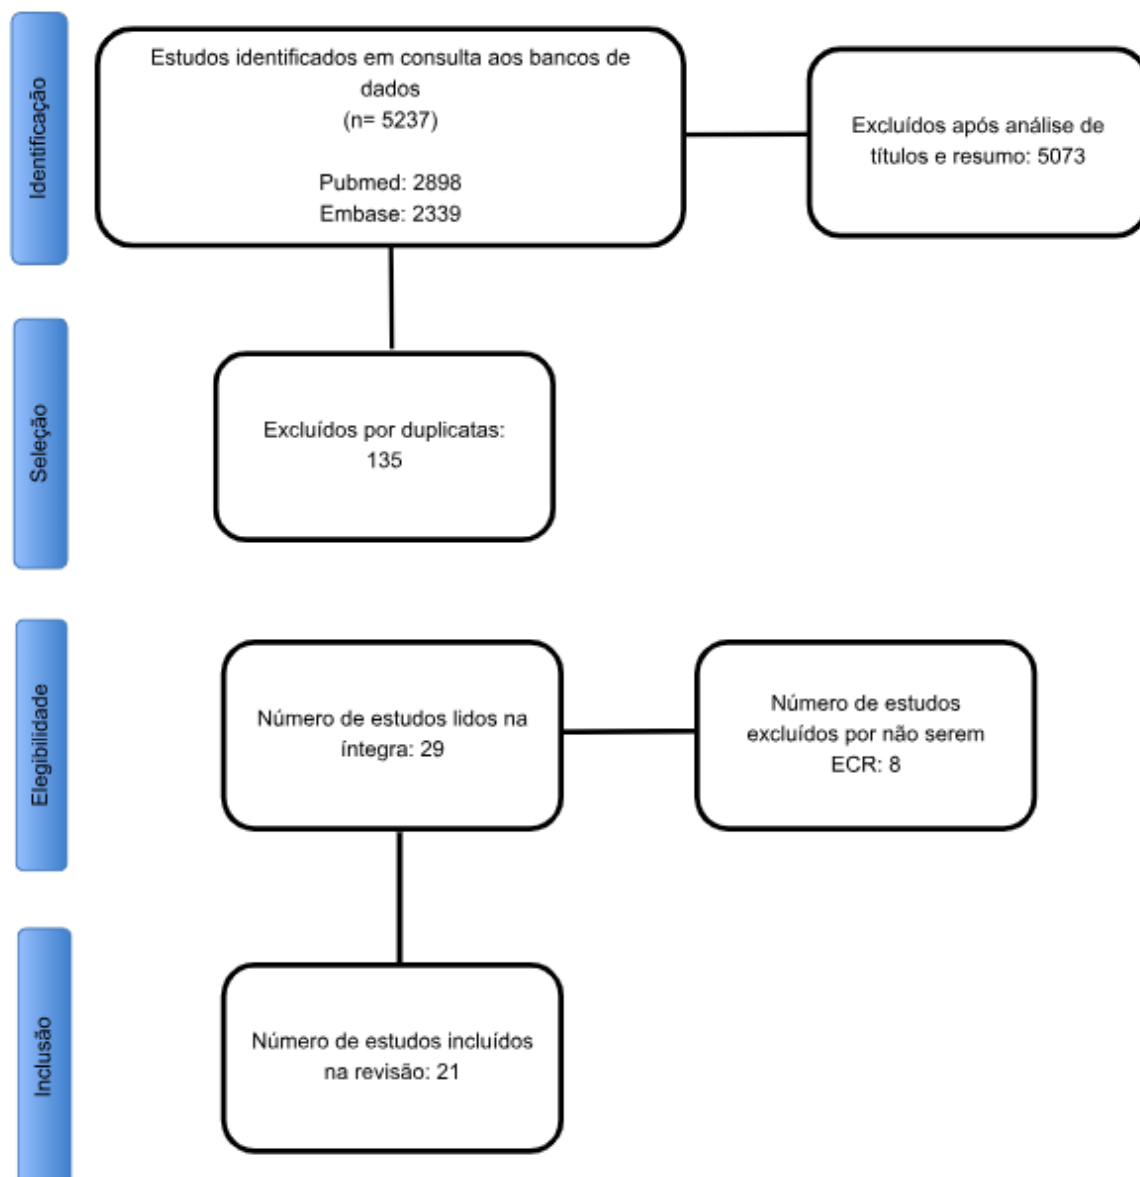 Identificação
Estudos identificados em consulta aos bancos de
dados
(n= 5237)
Pubmed: 2898
Embase: 2339
Excluídos após análise de
títulos e resumo: 5073
Seleção
Excluídos por duplicatas:
135
Elegibilidade
Número de estudos lidos na
íntegra: 29
Número de estudos
excluídos por não serem
ECR: 8
Inclusão
Número de estudos incluídos
na revisão: 21